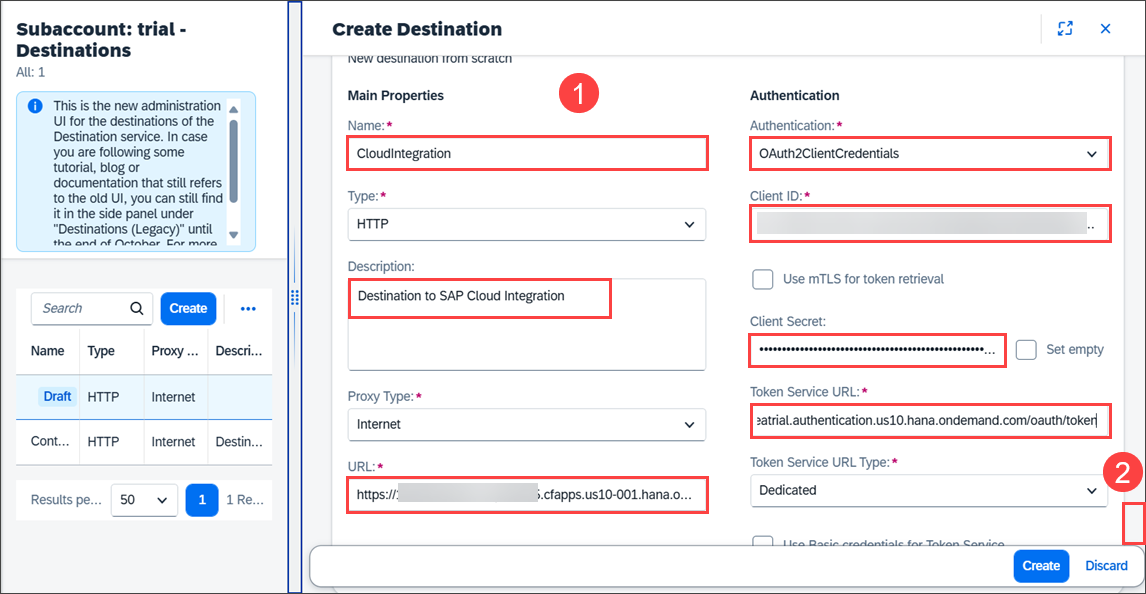 Subaccount: trial -
Destinations
All: 1
This is the new administration
UI for the destinations of the
Destination service. In case
you are following some
tutorial, blog or
documentation that still refers
to the old UI, you can still find
it in the side panel under
"Destinations (Legacy)" until
the end of October. For more
Search
Create
Name Type Proxy ... Descri...
Draft HTTP Internet
Cont... HTTP Internet Destin...
Results pe... 50 1 1 Re...
Create Destination
New destination from scratch
1
Main Properties
Name:*
CloudIntegration
Type:*
HTTP
Description:
Destination to SAP Cloud Integration
Proxy Type:*
Internet
URL:*
https://
.cfapps.us10-001.hana.o...
Authentication
Authentication:*
OAuth2ClientCredentials
Client ID:*
...
Use mTLS for token retrieval
Client Secret:
Set empty
Token Service URL:*
eatrial.authentication.us10.hana.ondemand.com/oauth/token
Token Service URL Type:*
Dedicated
2
Use Basic credentials for Token Service
Create Discard